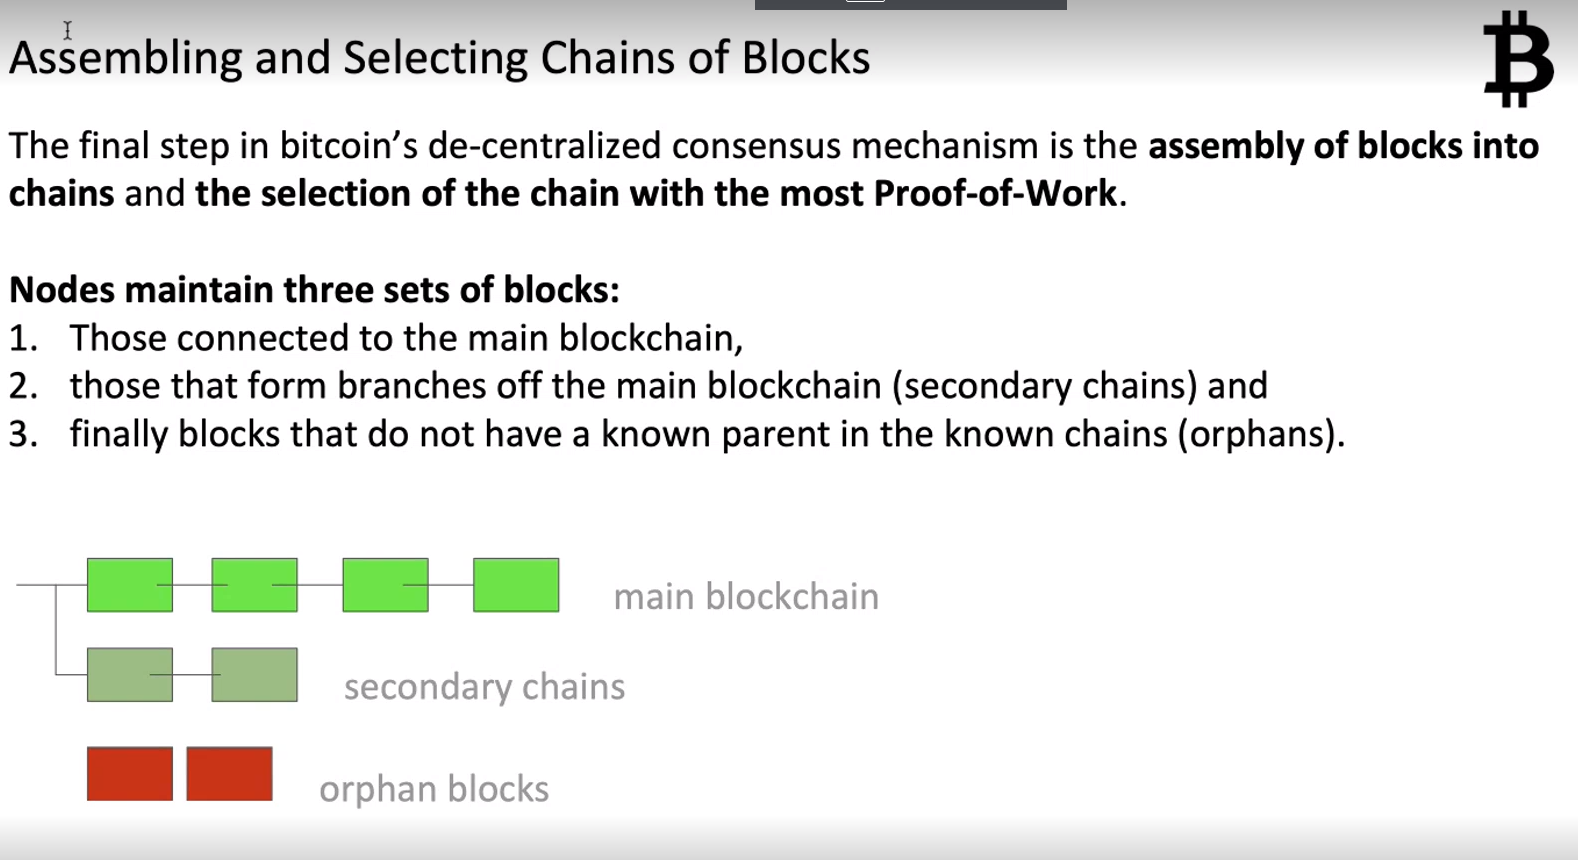 Assembling and Selecting Chains of Blocks
The final step in bitcoin’s de-centralized consensus mechanism is the assembly of blocks into
chains and the selection of the chain with the most Proof-of-Work.
Nodes maintain three sets of blocks:
1. Those connected to the main blockchain,
2. those that form branches off the main blockchain (secondary chains) and
3. finally blocks that do not have a known parent in the known chains (orphans).
main blockchain
secondary chains
orphan blocks